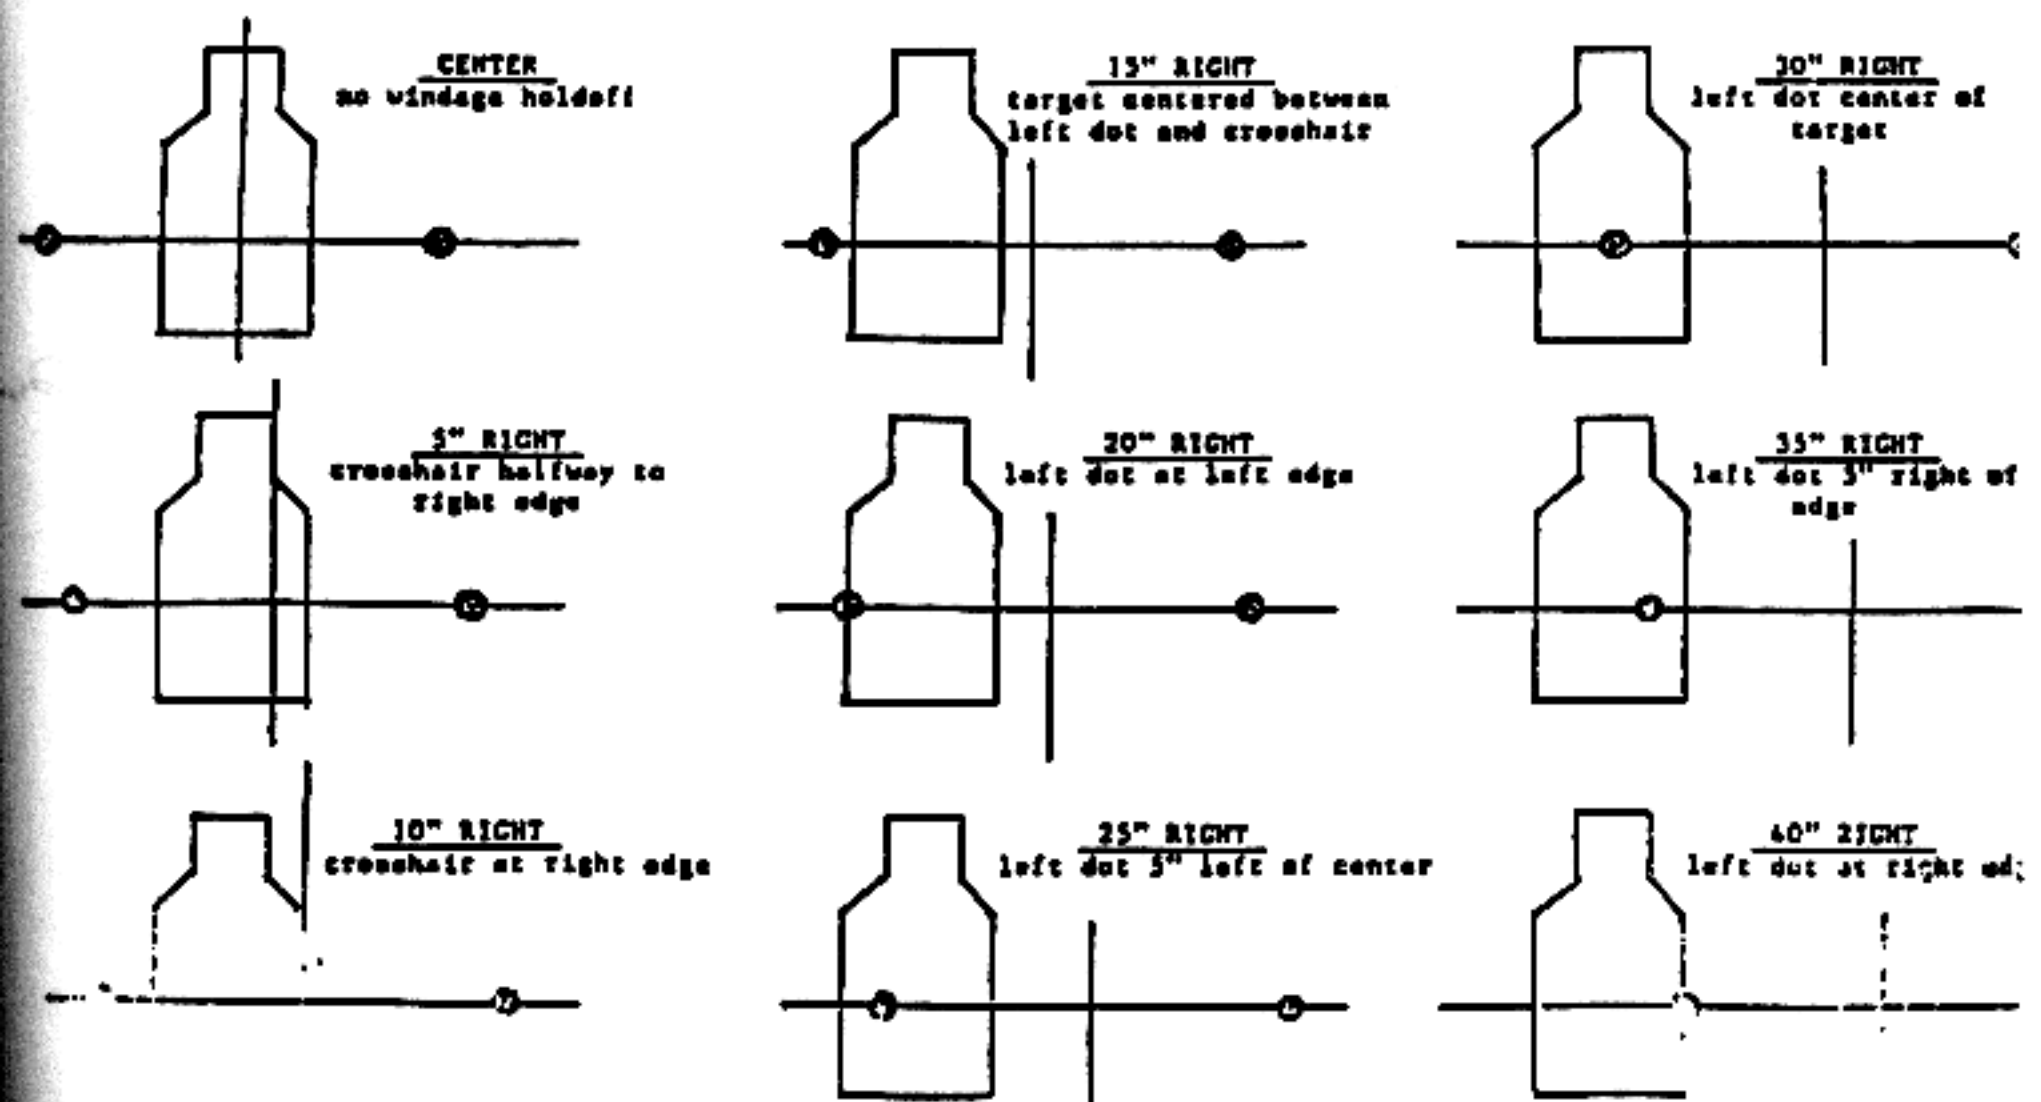 CENTER
no windage holdoff
15" RIGHT
target centered between
left dot and crosshair
30" RIGHT
left dot center of
target
5" RIGHT
crosshair halfway to
right edge
20" RIGHT
left dot at left edge
35" RIGHT
left dot 5" right of
edge
10" RIGHT
crosshair at right edge
25" RIGHT
left dot 5" left of center
40" RIGHT
left dot at right